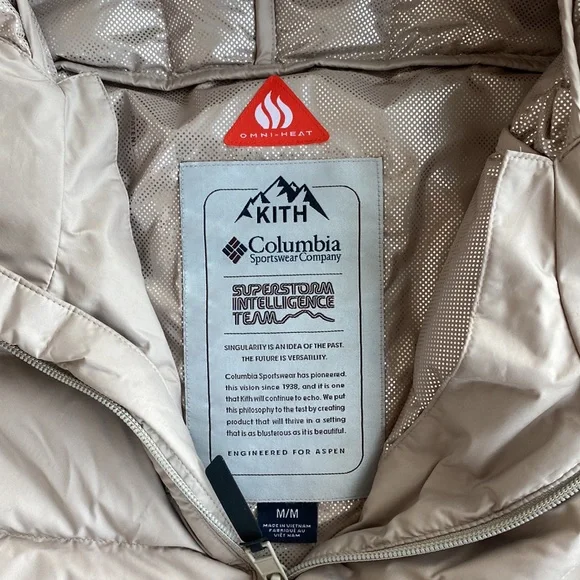 OMNI-HEAT
KITH
Columbia
Sportswear Company
SUPERSTORM
INTELLIGENCE
TEAM
SINGULARITY IS AN IDEA OF THE PAST.
THE FUTURE IS VERSATILITY.
Columbia Sportswear has pioneered
this vision since 1938, and it is one
that Kith will continue to echo. We put
this philosophy to the test by creating
product that will thrive in a setting
that is as blusterous as it is beautiful.
ENGINEERED FOR ASPEN
M/M
MADE IN VIETNAM
FABRIQUÉ AU
VIÊT NAM